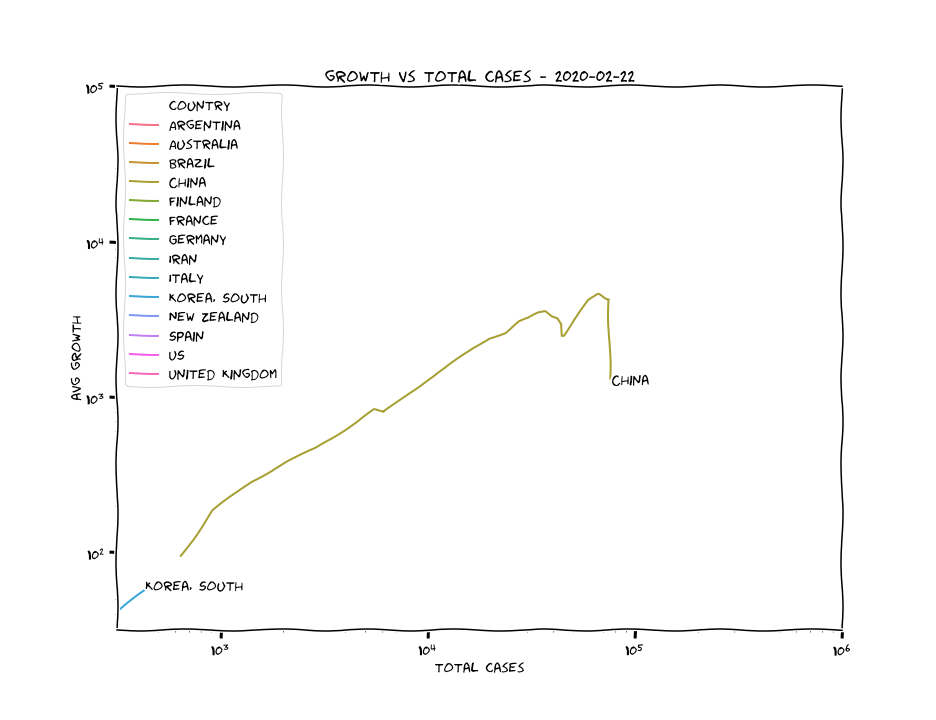 GROWTH VS TOTAL CASES - 2020-02-22
10⁵
COUNTRY
ARGENTINA
AUSTRALIA
BRAZIL
CHINA
FINLAND
FRANCE
GERMANY
IRAN
ITALY
KOREA, SOUTH
NEW ZEALAND
SPAIN
US
UNITED KINGDOM
10⁴
AVG GROWTH
10³
10²
CHINA
KOREA, SOUTH
10³ 10⁴ 10⁵ 10⁶
TOTAL CASES